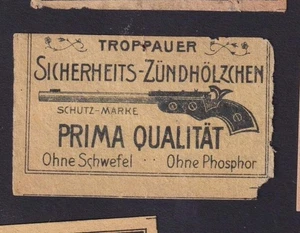 TROPPAUER
SICHERHEITS-ZÜNDHÖLZCHEN
SCHUTZ-MARKE
PRIMA QUALITÄT
Ohne Schwefel · · Ohne Phosphor